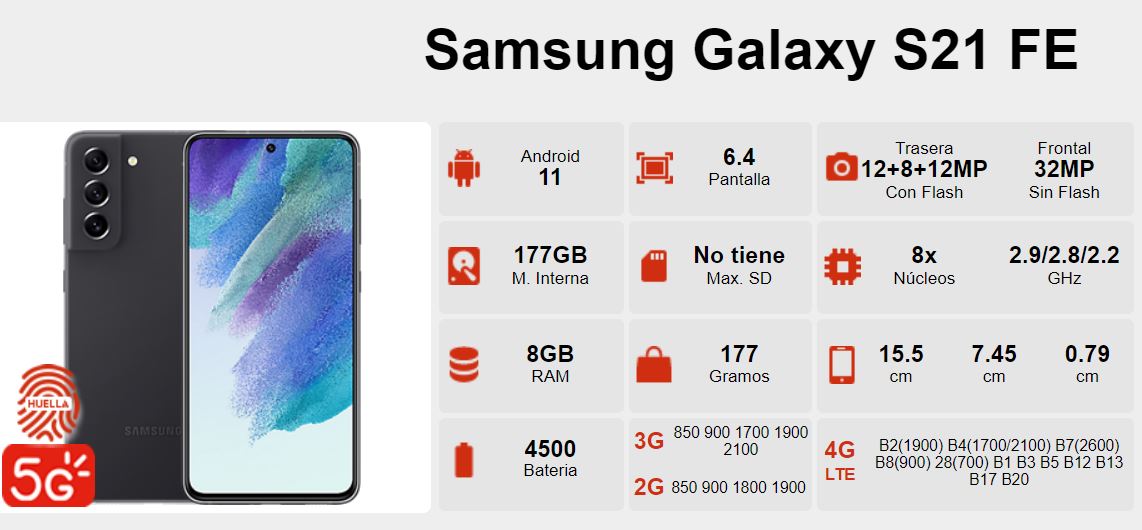 Samsung Galaxy S21 FE
Android
11
6.4
Pantalla
Trasera
12+8+12MP
Con Flash
Frontal
32MP
Sin Flash
177GB
M. Interna
No tiene
Max. SD
8x
Núcleos
2.9/2.8/2.2
GHz
8GB
RAM
177
Gramos
15.5
cm
7.45
cm
0.79
cm
4500
Bateria
3G
850 900 1700 1900
2100
2G
850 900 1800 1900
4G
LTE
B2(1900) B4(1700/2100) B7(2600)
B8(900) 28(700) B1 B3 B5 B12 B13
B17 B20
HUELLA
SAMSUNG
5G